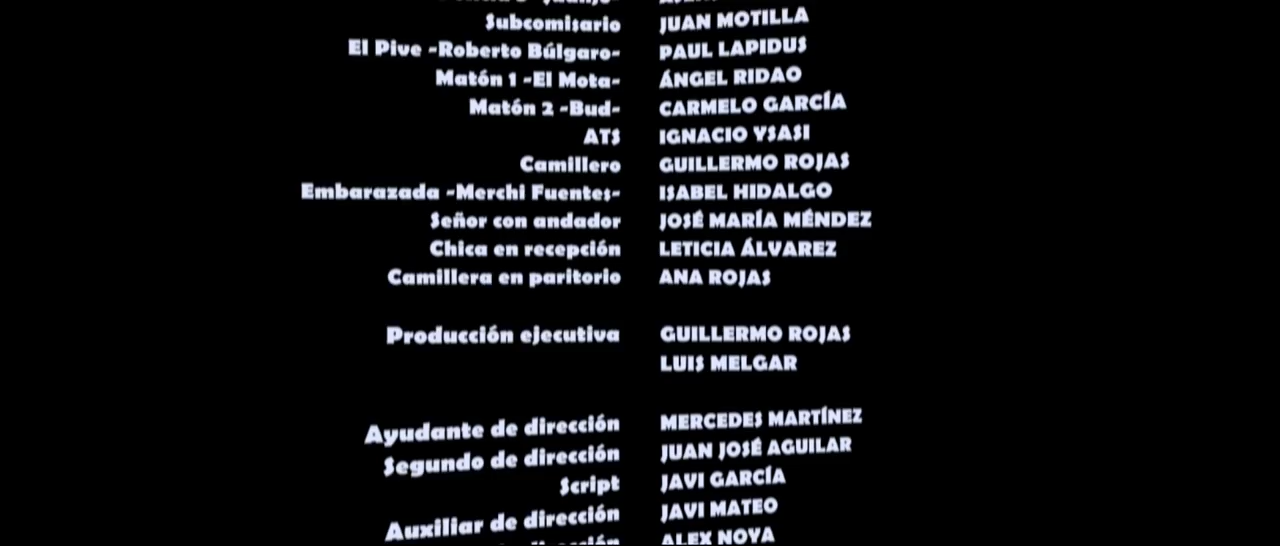 Subcomisario JUAN MOTILLA
El Pive -Roberto Búlgaro- PAUL LAPIDUS
Matón 1 -El Mota- ÁNGEL RIDAO
Matón 2 -Bud- CARMELO GARCÍA
ATS IGNACIO YSASI
Camillero GUILLERMO ROJAS
Embarazada -Merchi Fuentes- ISABEL HIDALGO
Señor con andador JOSÉ MARÍA MÉNDEZ
Chica en recepción LETICIA ÁLVAREZ
Camillera en paritorio ANA ROJAS
Producción ejecutiva GUILLERMO ROJAS
LUIS MELGAR
Ayudante de dirección MERCEDES MARTÍNEZ
Segundo de dirección JUAN JOSÉ AGUILAR
Script JAVI GARCÍA
Auxiliar de dirección JAVI MATEO
ALEX NOYA